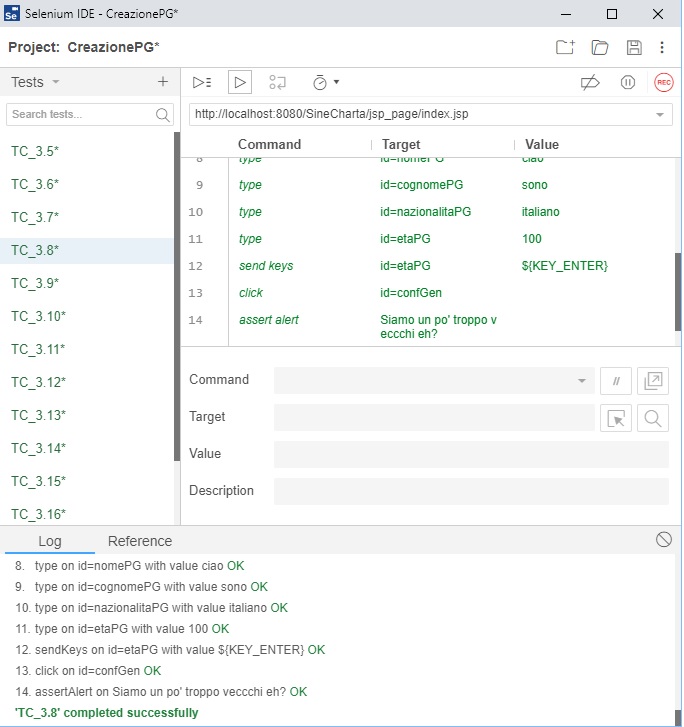 Selenium IDE - CreazionePG*
Project: CreazionePG*
Tests
REC
Search tests...
http://localhost:8080/SineCharta/jsp_page/index.jsp
Command Target Value
8 type id=nomePG ciao
9 type id=cognomePG sono
10 type id=nazionalitaPG italiano
11 type id=etaPG 100
12 send keys id=etaPG ${KEY_ENTER}
13 click id=confGen
14 assert alert Siamo un po' troppo v
eccchi eh?
TC_3.5*
TC_3.6*
TC_3.7*
TC_3.8*
TC_3.9*
TC_3.10*
TC_3.11*
TC_3.12*
TC_3.13*
TC_3.14*
TC_3.15*
TC_3.16*
Command
//
Target
Value
Description
Log Reference
8. type on id=nomePG with value ciao OK
9. type on id=cognomePG with value sono OK
10. type on id=nazionalitaPG with value italiano OK
11. type on id=etaPG with value 100 OK
12. sendKeys on id=etaPG with value ${KEY_ENTER} OK
13. click on id=confGen OK
14. assertAlert on Siamo un po' troppo veccchi eh? OK
'TC_3.8' completed successfully